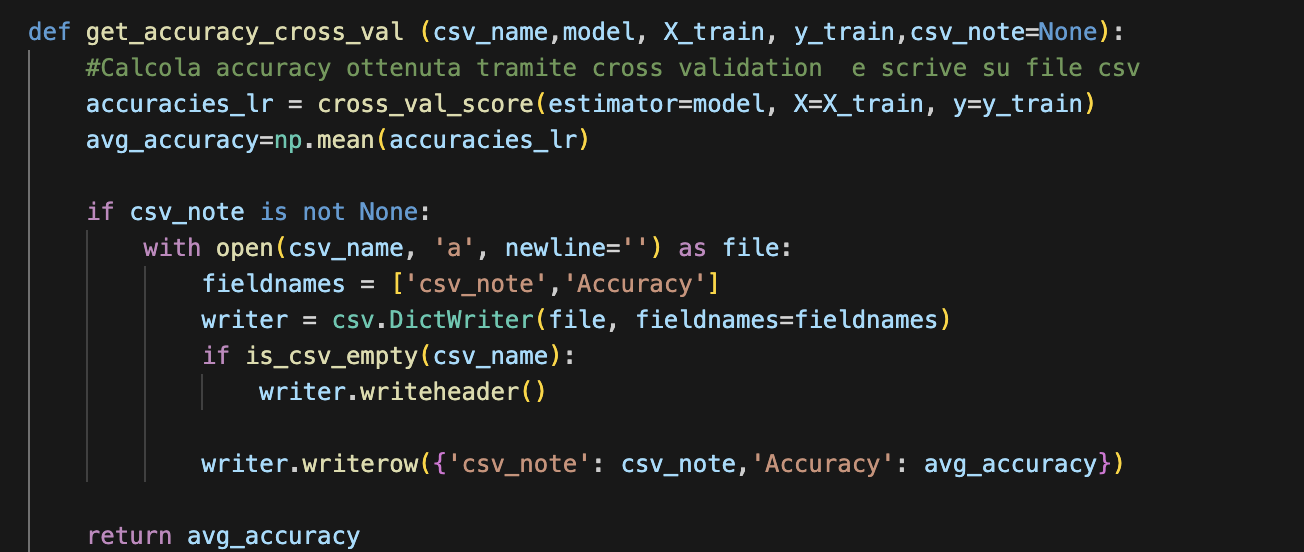 def get_accuracy_cross_val (csv_name,model, X_train, y_train,csv_note=None):
    #Calcola accuracy ottenuta tramite cross validation  e scrive su file csv
    accuracies_lr = cross_val_score(estimator=model, X=X_train, y=y_train)
    avg_accuracy=np.mean(accuracies_lr)

    if csv_note is not None:
        with open(csv_name, 'a', newline='') as file:
            fieldnames = ['csv_note','Accuracy']
            writer = csv.DictWriter(file, fieldnames=fieldnames)
            if is_csv_empty(csv_name):
                writer.writeheader()

            writer.writerow({'csv_note': csv_note,'Accuracy': avg_accuracy})

    return avg_accuracy